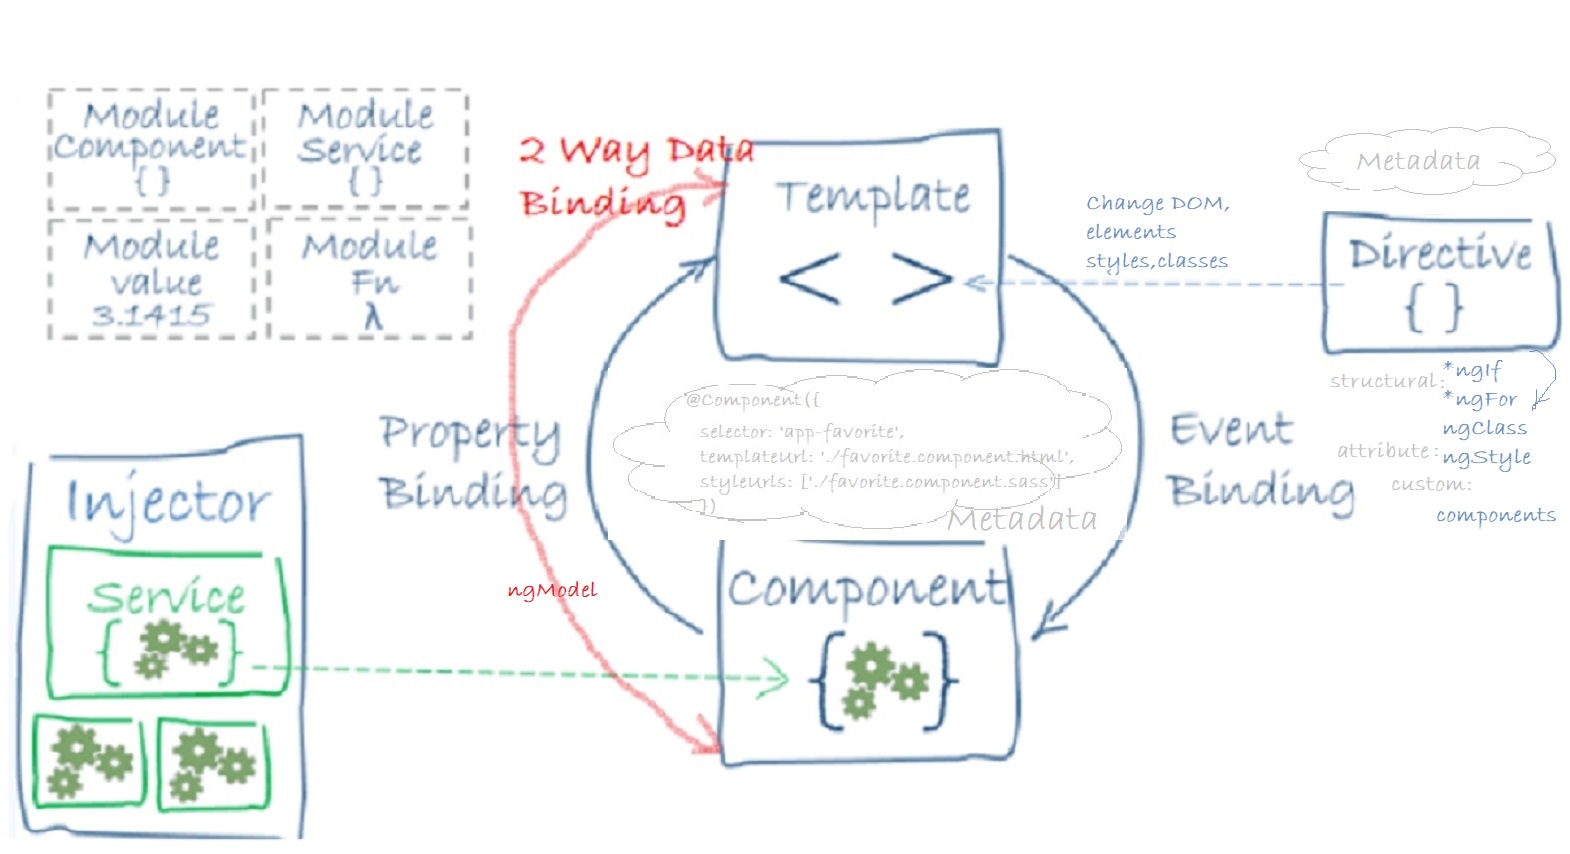 Module
Component
{ }
Module
Service
{ }
Module
value
3.1415
Module
Fn
λ
2 Way Data
Binding
Template
< >
Change DOM,
elements
styles,classes
Metadata
Directive
{ }
structural:
*ngIf
*ngFor
ngClass
attribute:
ngStyle
custom:
components
Property
Binding
@Component({
selector: 'app-favorite',
templateUrl: './favorite.component.html',
styleUrls: ['./favorite.component.sass']
})
Metadata
Event
Binding
Injector
Service
{ }
ngModel
Component
{ }